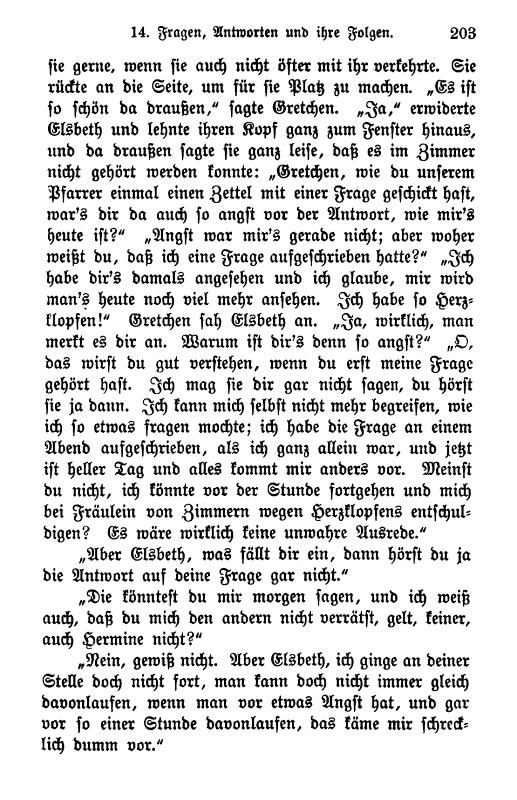 14. Fragen, Antworten und ihre Folgen. 203
sie gerne, wenn sie auch nicht öfter mit ihr verkehrte. Sie
rückte an die Seite, um für sie Platz zu machen. „Es ist
so schön da draußen,“ sagte Gretchen. „Ja,“ erwiderte
Elsbeth und lehnte ihren Kopf ganz zum Fenster hinaus,
und da draußen sagte sie ganz leise, daß es im Zimmer
nicht gehört werden konnte: „Gretchen, wie du unserem
Pfarrer einmal einen Zettel mit einer Frage geschickt hast,
war's dir da auch so angst vor der Antwort, wie mir's
heute ist?“ „Angst war mir's gerade nicht; aber woher
weißt du, daß ich eine Frage aufgeschrieben hatte?“ „Ich
habe dir's damals angesehen und ich glaube, mir wird
man's heute noch viel mehr ansehen. Ich habe so Herz-
klopfen!“ Gretchen sah Elsbeth an. „Ja, wirklich, man
merkt es dir an. Warum ist dir's denn so angst?“ „O,
das wirst du gut verstehen, wenn du erst meine Frage
gehört hast. Ich mag sie dir gar nicht sagen, du hörst
sie ja dann. Ich kann mich selbst nicht mehr begreifen, wie
ich so etwas fragen mochte; ich habe die Frage an einem
Abend aufgeschrieben, als ich ganz allein war, und jetzt
ist heller Tag und alles kommt mir anders vor. Meinst
du nicht, ich könnte vor der Stunde fortgehen und mich
bei Fräulein von Zimmern wegen Herzklopfens entschul-
digen? Es wäre wirklich keine unwahre Ausrede.“
„Aber Elsbeth, was fällt dir ein, dann hörst du ja
die Antwort auf deine Frage gar nicht.“
„Die könntest du mir morgen sagen, und ich weiß
auch, daß du mich den andern nicht verrätst, gelt, keiner,
auch Hermine nicht?“
„Nein, gewiß nicht. Aber Elsbeth, ich ginge an deiner
Stelle doch nicht fort, man kann doch nicht immer gleich
davonlaufen, wenn man vor etwas Angst hat, und gar
vor so einer Stunde davonlaufen, das käme mir schreck-
lich dumm vor.“